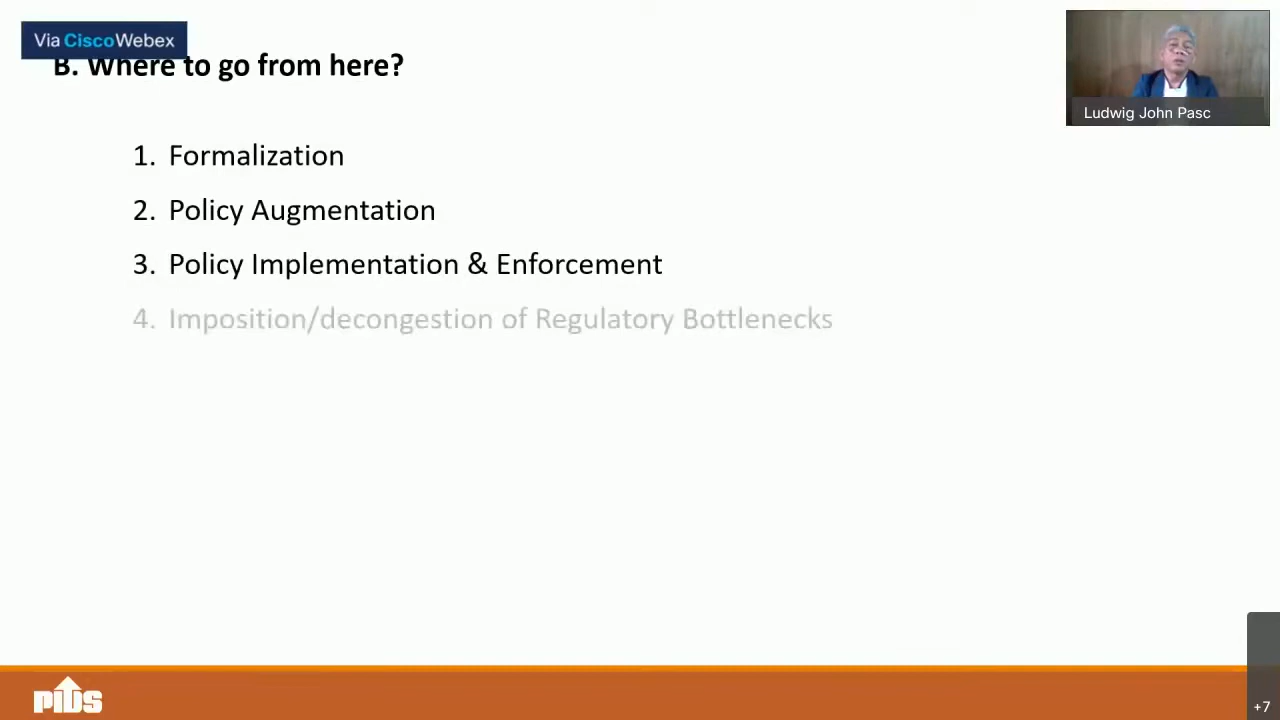 Via CiscoWebex
B. Where to go from here?
Ludwig John Pasc
1. Formalization
2. Policy Augmentation
3. Policy Implementation & Enforcement
4. Imposition/decongestion of Regulatory Bottlenecks
PIDS
+7